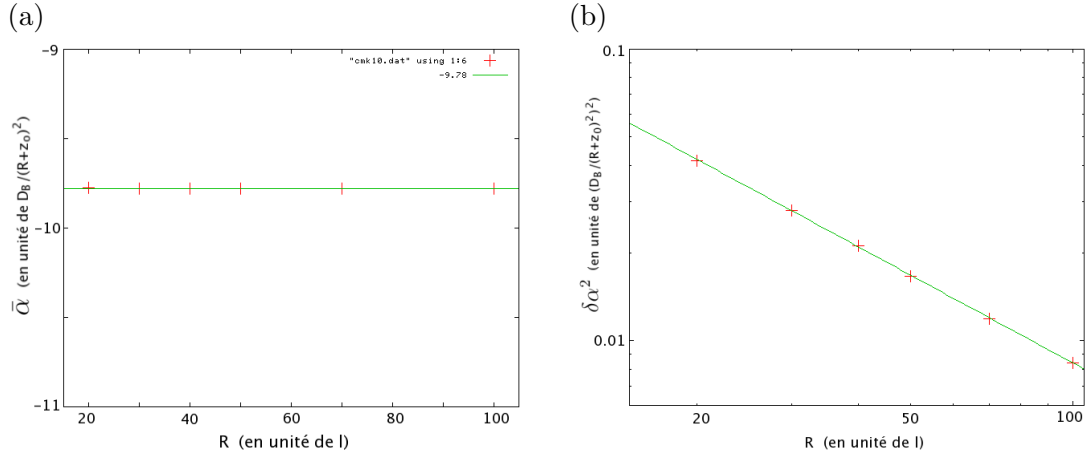 (a)
-9
-10
-11
20
40
60
80
100
"cmk10.dat" using 1:6
-9.78
ᾱ (en unité de D_B/(R+z_0)^2)
R (en unité de l)
(b)
0.1
0.01
20
50
100
δα^2 (en unité de (D_B/(R+z_0)^2)^2)
R (en unité de l)